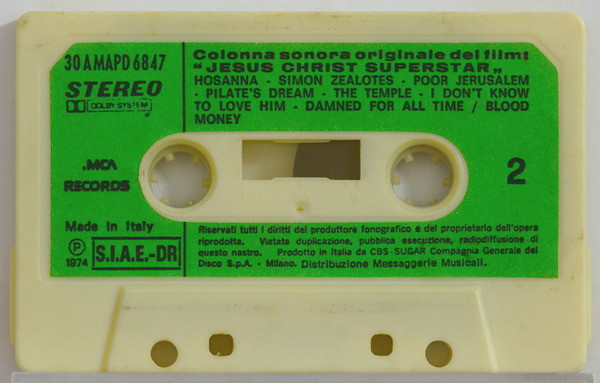 30 AMAPD 6847
STEREO
DOLBY SYSTEM
Colonna sonora originale del film:
"JESUS CHRIST SUPERSTAR„
HOSANNA - SIMON ZEALOTES - POOR JERUSALEM
- PILATE'S DREAM - THE TEMPLE - I DON'T KNOW
TO LOVE HIM - DAMNED FOR ALL TIME / BLOOD
MONEY
.MCA
RECORDS
2
Made in Italy
P
1974
S.I.A.E.-DR
Riservati tutti i diritti del produttore fonografico e del proprietario dell'opera
riprodotta. Vietata duplicazione, pubblica esecuzione, radiodiffusione di
questo nastro. Prodotto in Italia da CBS-SUGAR Compagnia Generale del
Disco S.p.A. - Milano. Distribuzione Messaggerie Musicali.